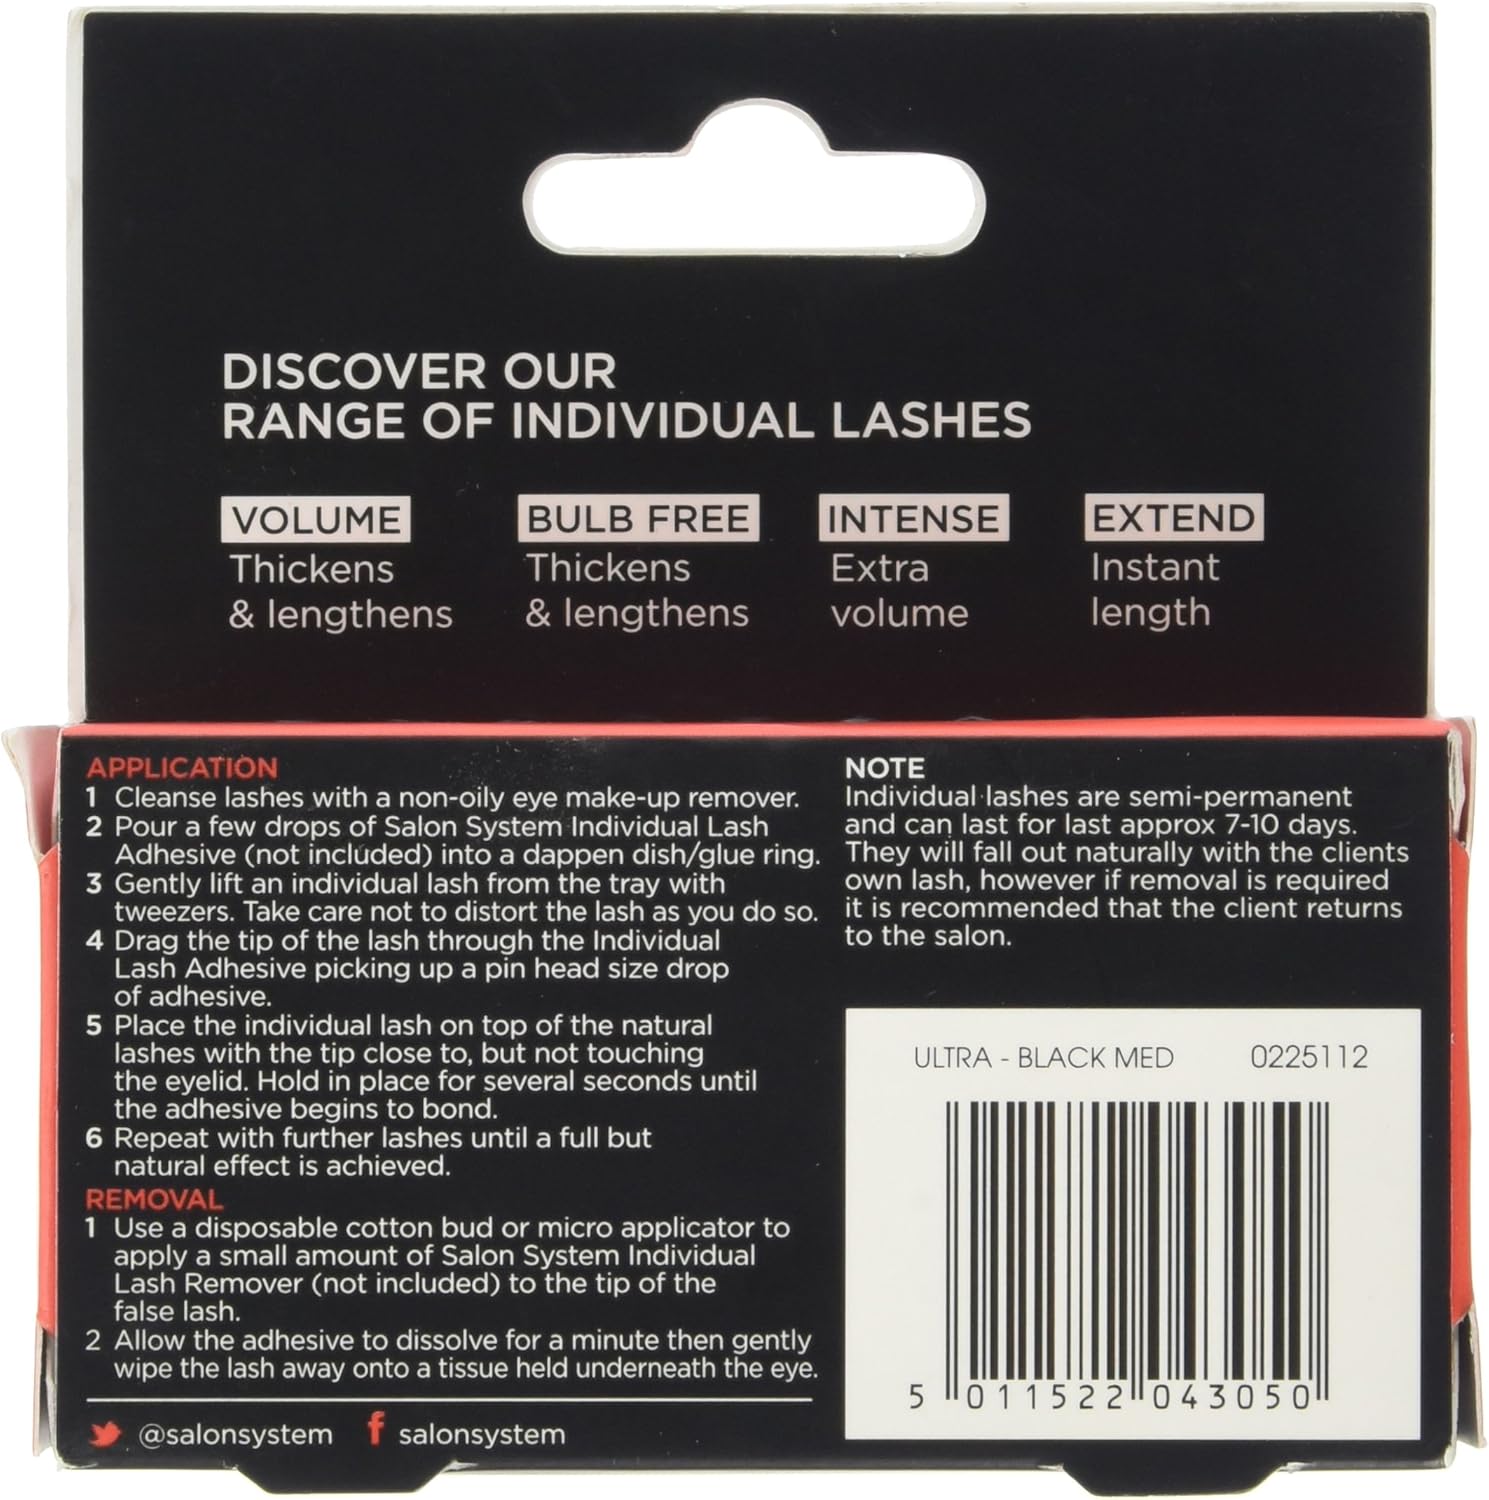 DISCOVER OUR
RANGE OF INDIVIDUAL LASHES
VOLUME
Thickens
& lengthens
BULB FREE
Thickens
& lengthens
INTENSE
Extra
volume
EXTEND
Instant
length
APPLICATION
1 Cleanse lashes with a non-oily eye make-up remover.
2 Pour a few drops of Salon System Individual Lash
Adhesive (not included) into a dappen dish/glue ring.
3 Gently lift an individual lash from the tray with
tweezers. Take care not to distort the lash as you do so.
4 Drag the tip of the lash through the Individual
Lash Adhesive picking up a pin head size drop
of adhesive.
5 Place the individual lash on top of the natural
lashes with the tip close to, but not touching
the eyelid. Hold in place for several seconds until
the adhesive begins to bond.
6 Repeat with further lashes until a full but
natural effect is achieved.
REMOVAL
1 Use a disposable cotton bud or micro applicator to
apply a small amount of Salon System Individual
Lash Remover (not included) to the tip of the
false lash.
2 Allow the adhesive to dissolve for a minute then gently
wipe the lash away onto a tissue held underneath the eye.
@salonsystem f salonsystem
NOTE
Individual lashes are semi-permanent
and can last for last approx 7-10 days.
They will fall out naturally with the clients
own lash, however if removal is required
it is recommended that the client returns
to the salon.
ULTRA - BLACK MED 0225112
5 011522 043050